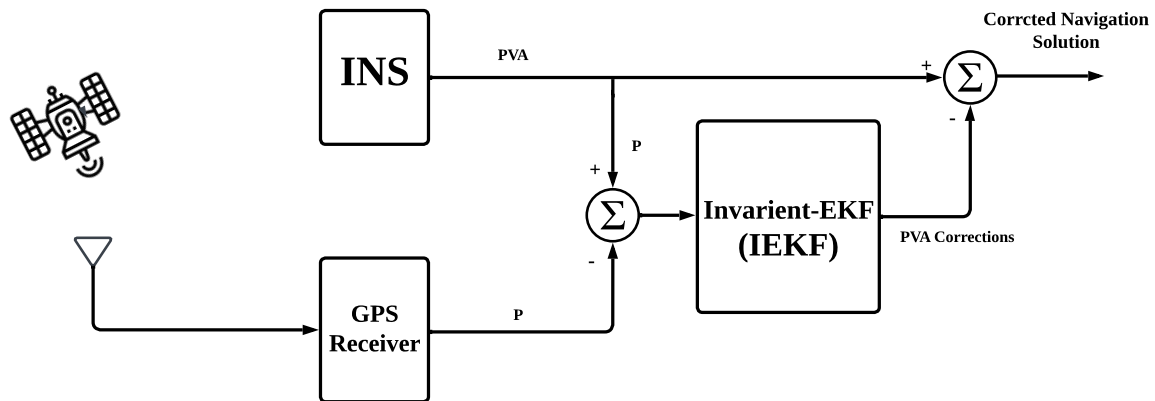 Corrcted Navigation
Solution
PVA
INS
+
Σ
-
P
+
Invarient-EKF
(IEKF)
Σ
PVA Corrections
-
GPS
Receiver
P